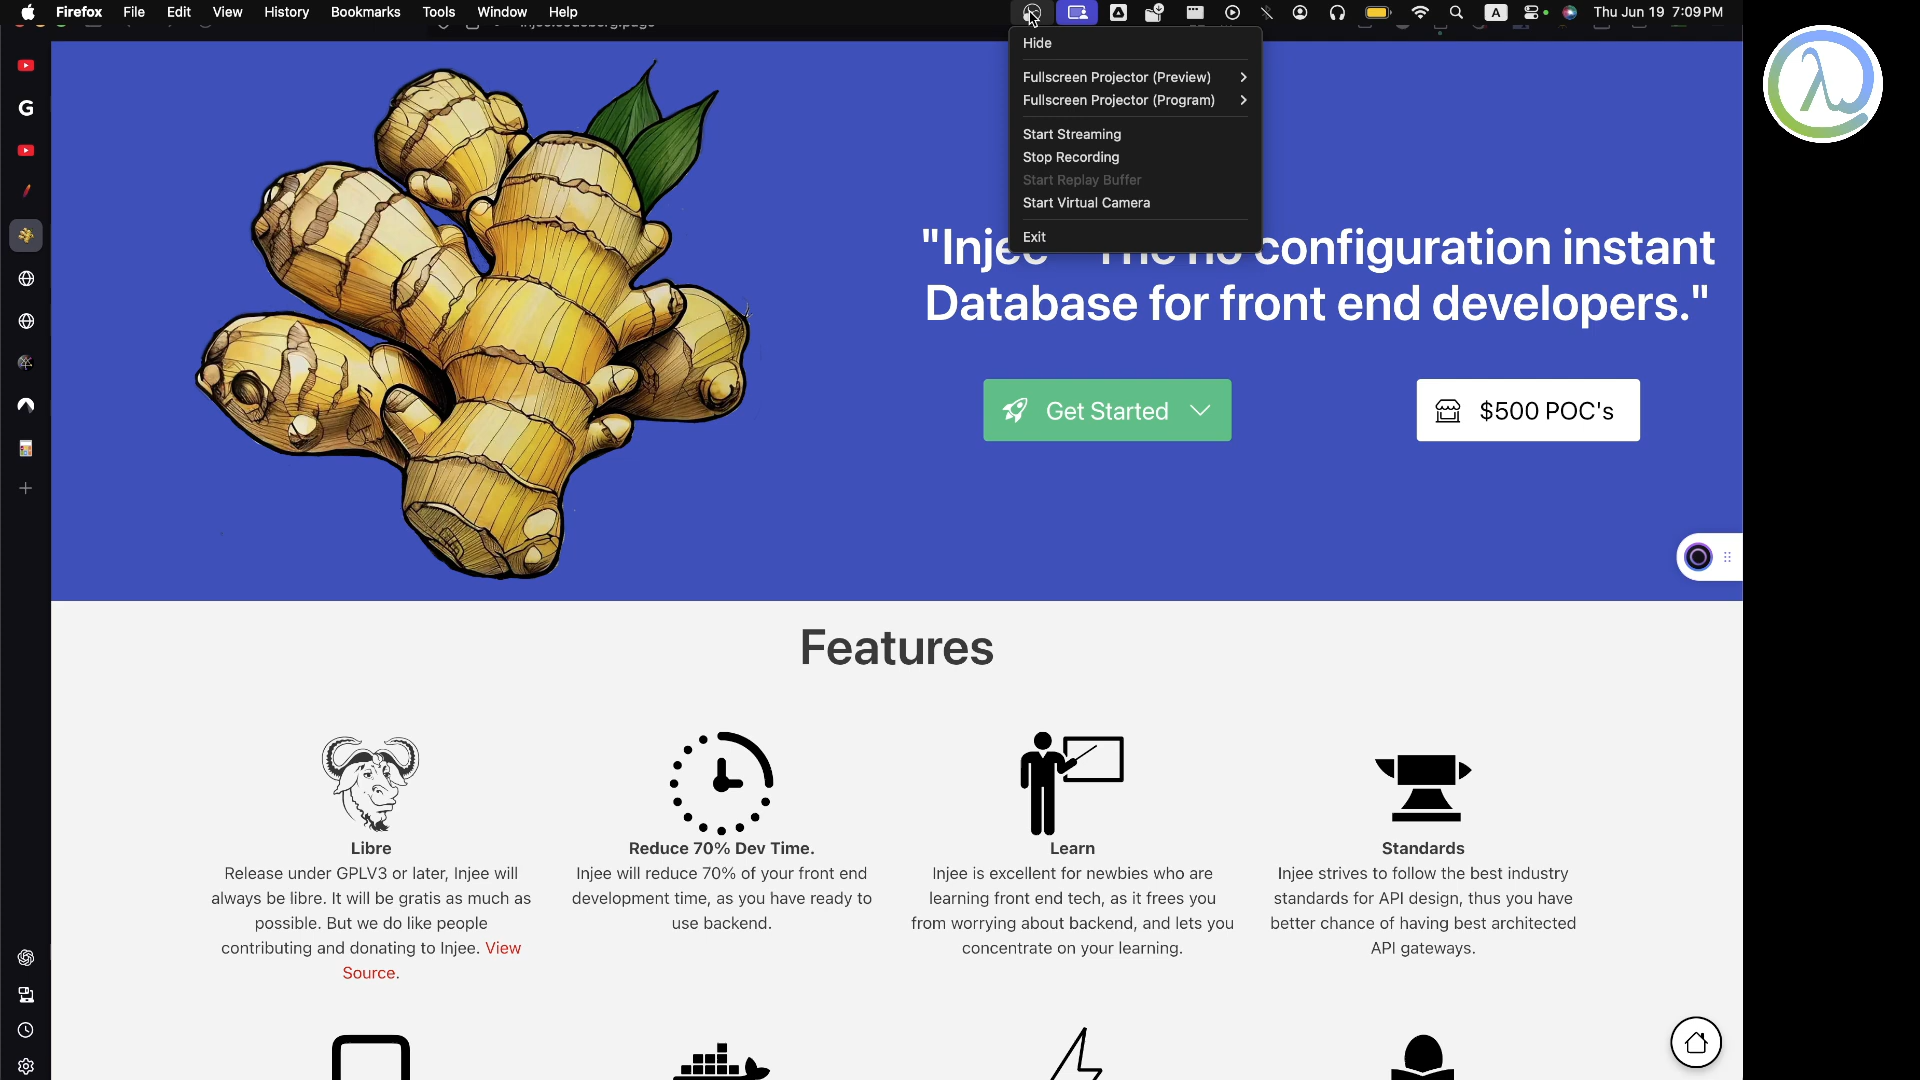 Firefox File Edit View History Bookmarks Tools Window Help A Thu Jun 19 7:09 PM
Hide
Fullscreen Projector (Preview)
Fullscreen Projector (Program)
Start Streaming
Stop Recording
Start Replay Buffer
Start Virtual Camera
Exit
"Injee configuration instant
Database for front end developers."
Get Started
$500 POC's
Features
Libre
Release under GPLV3 or later, Injee will
always be libre. It will be gratis as much as
possible. But we do like people
contributing and donating to Injee. View
Source.
Reduce 70% Dev Time.
Injee will reduce 70% of your front end
development time, as you have ready to
use backend.
Learn
Injee is excellent for newbies who are
learning front end tech, as it frees you
from worrying about backend, and lets you
concentrate on your learning.
Standards
Injee strives to follow the best industry
standards for API design, thus you have
better chance of having best architected
API gateways.